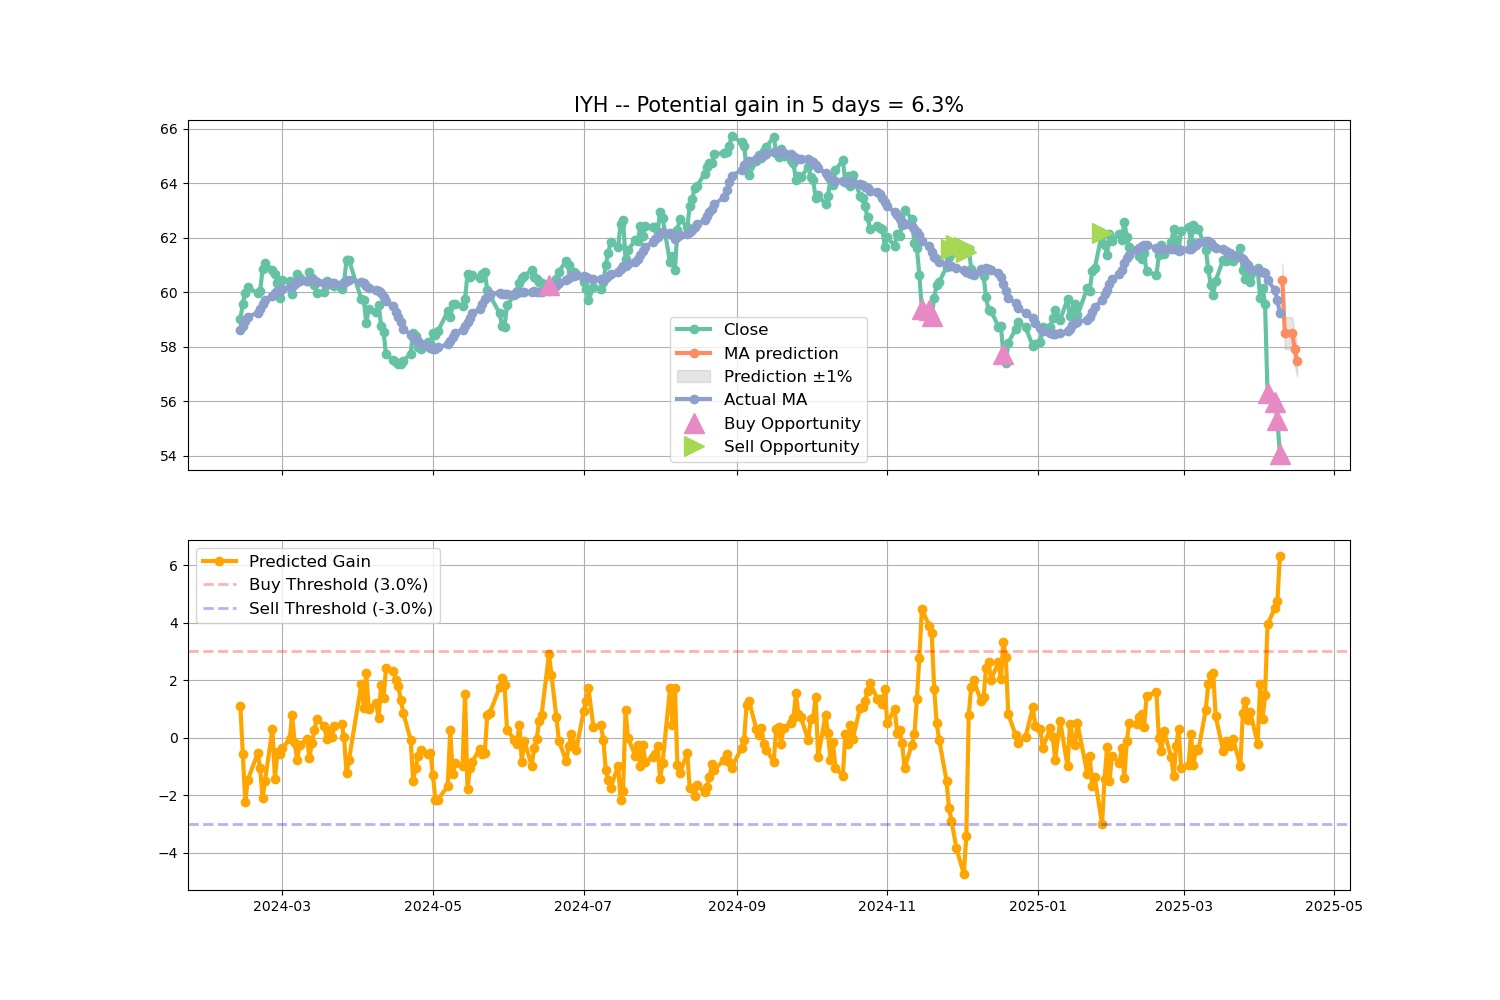 IYH -- Potential gain in 5 days = 6.3%
66
64
62
60
58
56
54
Close
MA prediction
Prediction ±1%
Actual MA
Buy Opportunity
Sell Opportunity
6
4
2
0
−2
−4
Predicted Gain
Buy Threshold (3.0%)
Sell Threshold (-3.0%)
2024-03
2024-05
2024-07
2024-09
2024-11
2025-01
2025-03
2025-05